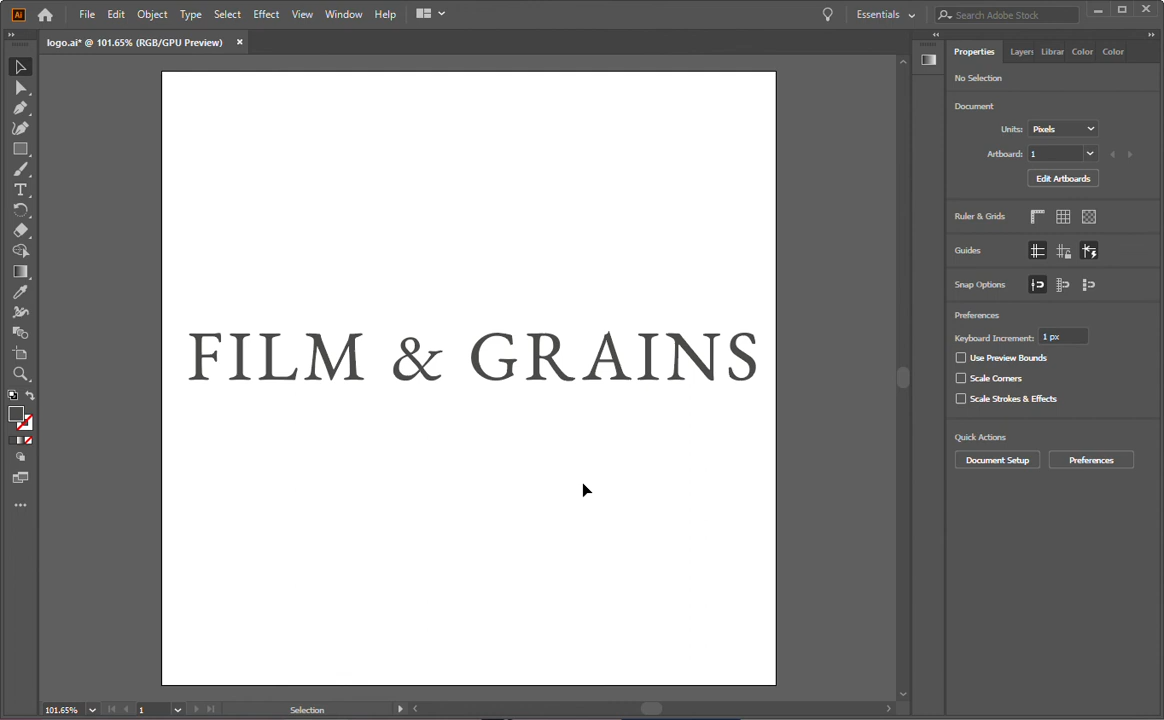 Ai File Edit Object Type Select Effect View Window Help Essentials Search Adobe Stock
logo.ai* @ 101.65% (RGB/GPU Preview) ×
Properties Layers Librar Color Color
No Selection
Document
Units: Pixels
Artboard: 1
Edit Artboards
Ruler & Grids
Guides
Snap Options
Preferences
Keyboard Increment: 1 px
Use Preview Bounds
Scale Corners
Scale Strokes & Effects
Quick Actions
Document Setup Preferences
FILM & GRAINS
101.65% 1 Selection